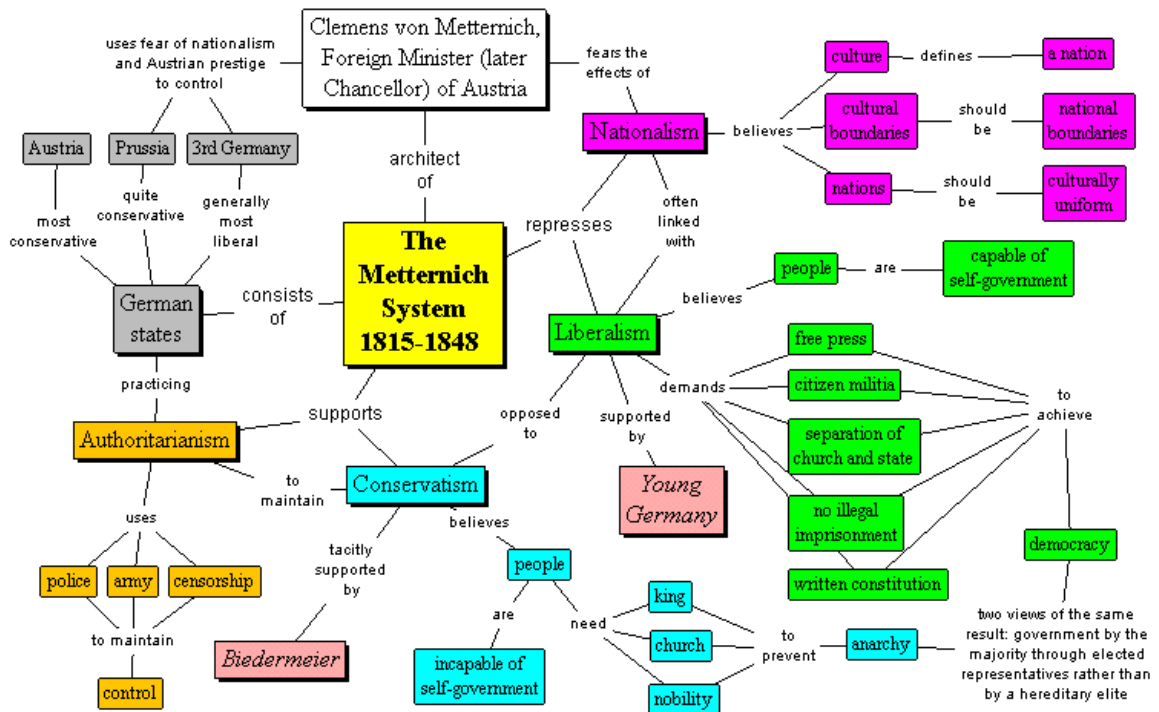 uses fear of nationalism
and Austrian prestige
to control
Clemens von Metternich,
Foreign Minister (later
Chancellor) of Austria
fears the
effects of
Nationalism
believes
culture
defines
a nation
cultural
boundaries
should
be
national
boundaries
nations
should
be
culturally
uniform
Austria
Prussia
3rd Germany
most
conservative
quite
conservative
generally
most
liberal
architect
of
represses
often
linked
with
German
states
consists
of
The
Metternich
System
1815-1848
Liberalism
believes
people
are
capable of
self-government
practicing
supports
opposed
to
supported
by
demands
free press
citizen militia
separation of
church and state
no illegal
imprisonment
written constitution
to
achieve
democracy
Authoritarianism
to
maintain
Conservatism
Young
Germany
uses
police
army
censorship
to maintain
control
tacitly
supported
by
Biedermeier
believes
people
are
incapable of
self-government
need
king
church
nobility
to
prevent
anarchy
two views of the same
result: government by the
majority through elected
representatives rather than
by a hereditary elite